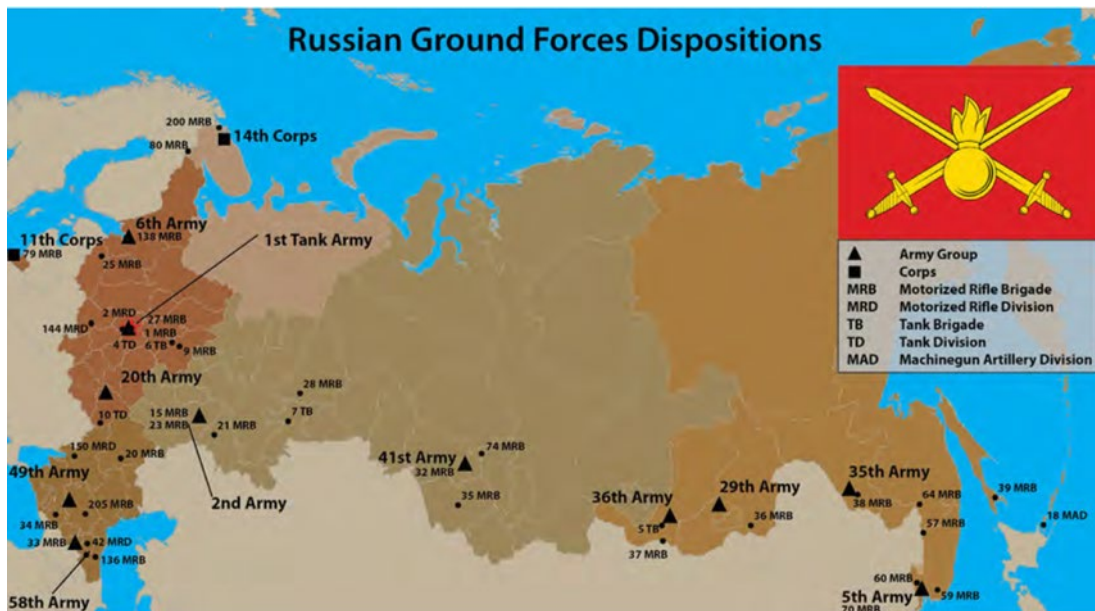 Russian Ground Forces Dispositions
200 MRB
14th Corps
80 MRB
6th Army
138 MRB
1st Tank Army
11th Corps
79 MRB
25 MRB
2 MRD
27 MRB
144 MRD
1 MRB
4 TD
6 TB
9 MRB
20th Army
28 MRB
15 MRB
23 MRB
7 TB
10 TD
21 MRB
150 MRD
20 MRB
74 MRB
41st Army
32 MRB
49th Army
2nd Army
35 MRB
205 MRB
34 MRB
33 MRB
42 MRD
136 MRB
58th Army
36th Army
29th Army
35th Army
38 MRB
64 MRB
39 MRB
5 TB
36 MRB
57 MRB
18 MAD
37 MRB
60 MRB
5th Army
59 MRB
70 MRB
Army Group
Corps
MRB Motorized Rifle Brigade
MRD Motorized Rifle Division
TB Tank Brigade
TD Tank Division
MAD Machinegun Artillery Division